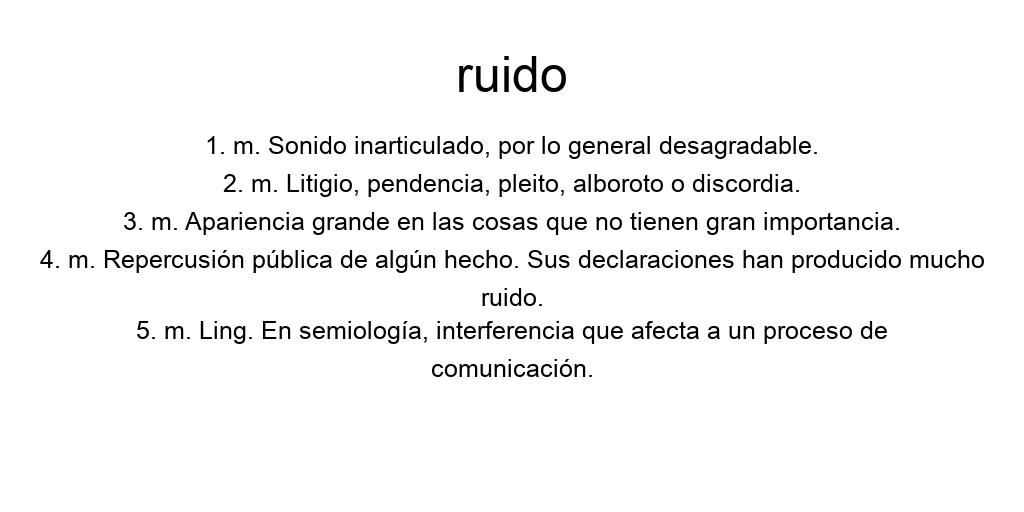 ruido
1. m. Sonido inarticulado, por lo general desagradable.
2. m. Litigio, pendencia, pleito, alboroto o discordia.
3. m. Apariencia grande en las cosas que no tienen gran importancia.
4. m. Repercusión pública de algún hecho. Sus declaraciones han producido mucho
ruido.
5. m. Ling. En semiología, interferencia que afecta a un proceso de
comunicación.